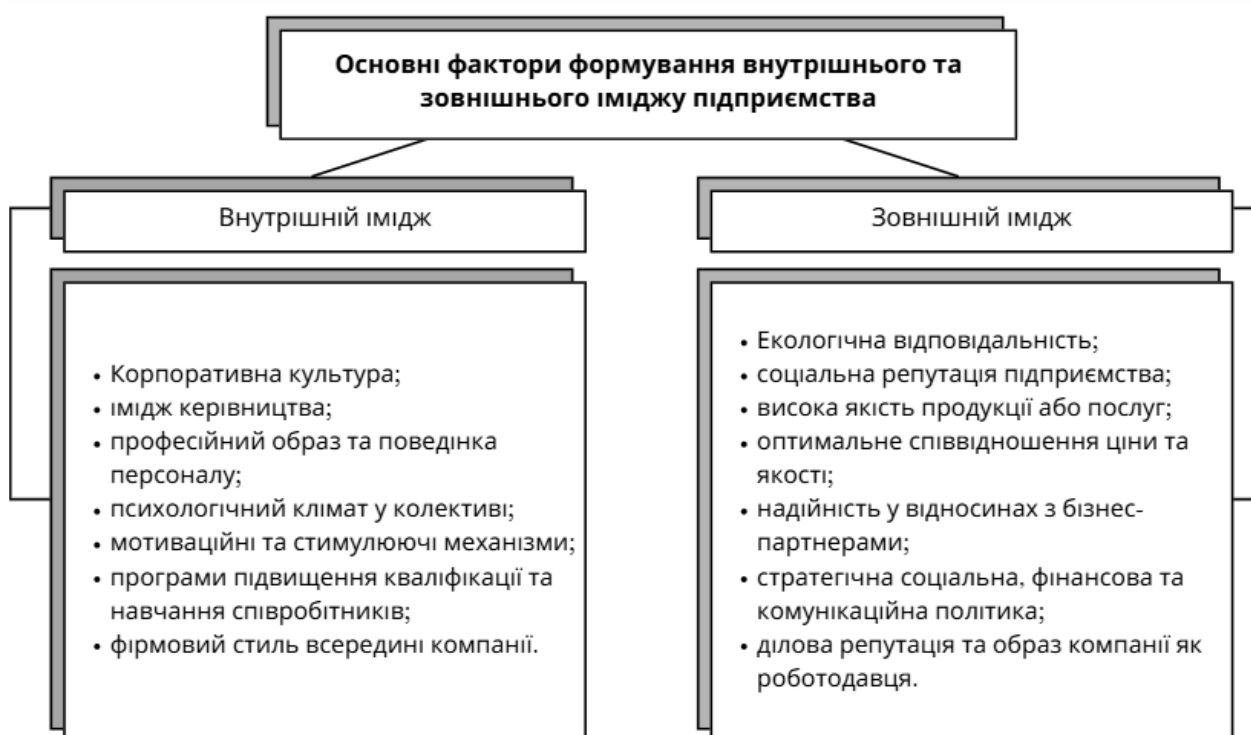 Основні фактори формування внутрішнього та
зовнішнього іміджу підприємства
Внутрішній імідж
• Корпоративна культура;
• імідж керівництва;
• професійний образ та поведінка
персоналу;
• психологічний клімат у колективі;
• мотиваційні та стимулюючі механізми;
• програми підвищення кваліфікації та
навчання співробітників;
• фірмовий стиль всередині компанії.
Зовнішній імідж
• Екологічна відповідальність;
• соціальна репутація підприємства;
• висока якість продукції або послуг;
• оптимальне співвідношення ціни та
якості;
• надійність у відносинах з бізнес-
партнерами;
• стратегічна соціальна, фінансова та
комунікаційна політика;
• ділова репутація та образ компанії як
роботодавця.